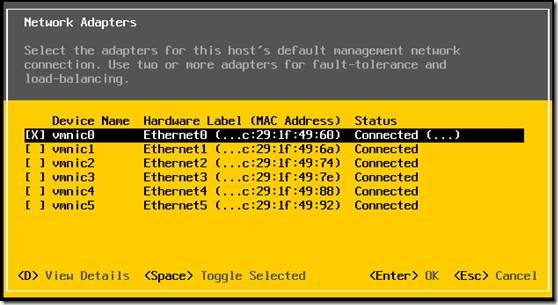 Network Adapters
Select the adapters for this host's default management network
connection. Use two or more adapters for fault-tolerance and
load-balancing.
Device Name Hardware Label (MAC Address) Status
[X] vmnic0 Ethernet0 (...c:29:1f:49:60) Connected (...)
[ ] vmnic1 Ethernet1 (...c:29:1f:49:6a) Connected
[ ] vmnic2 Ethernet2 (...c:29:1f:49:74) Connected
[ ] vmnic3 Ethernet3 (...c:29:1f:49:7e) Connected
[ ] vmnic4 Ethernet4 (...c:29:1f:49:88) Connected
[ ] vmnic5 Ethernet5 (...c:29:1f:49:92) Connected
<D> View Details <Space> Toggle Selected <Enter> OK <Esc> Cancel